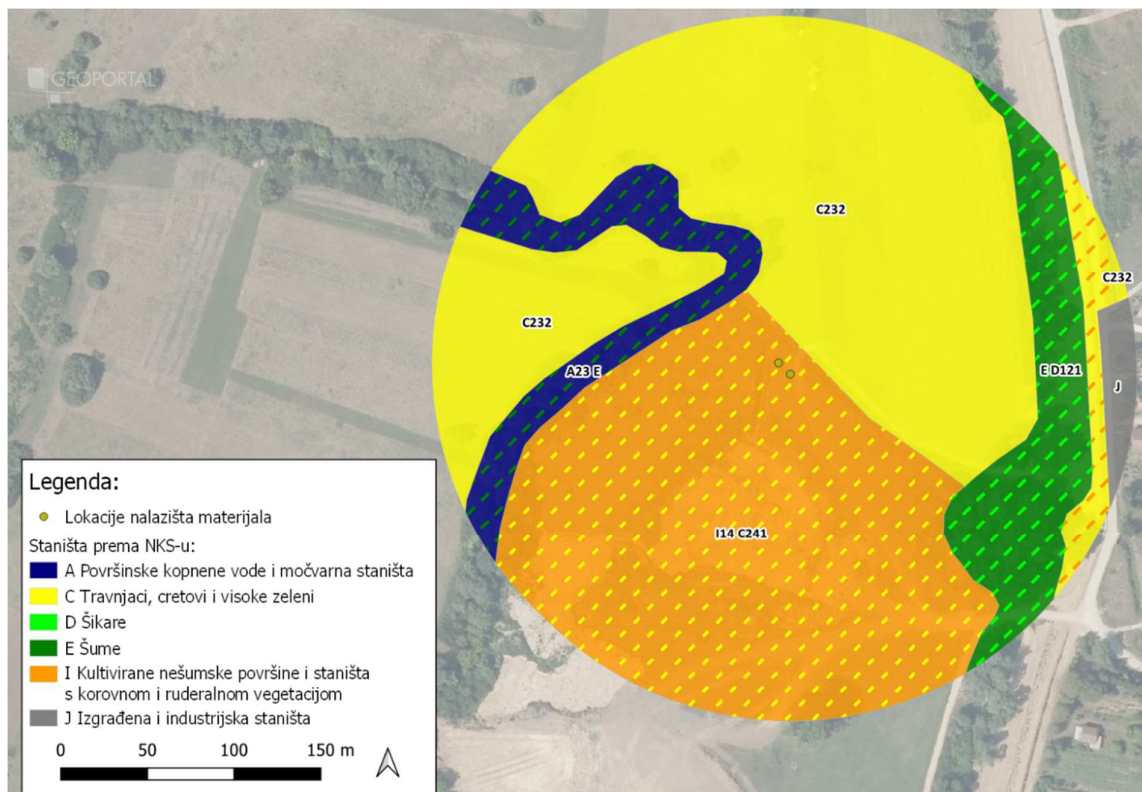 GEOPORTAL
C232
C232
C232
A23 E
E D121
J
I14 C241
Legenda:
Lokacije nalazišta materijala
Staništa prema NKS-u:
A Površinske kopnene vode i močvarna staništa
C Travnjaci, cretovi i visoke zeleni
D Šikare
E Šume
I Kultivirane nešumske površine i staništa
s korovnom i ruderalnom vegetacijom
J Izgrađena i industrijska staništa
0 50 100 150 m